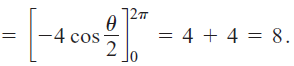 = [-4 cos θ/2]₀^{2π} = 4 + 4 = 8.